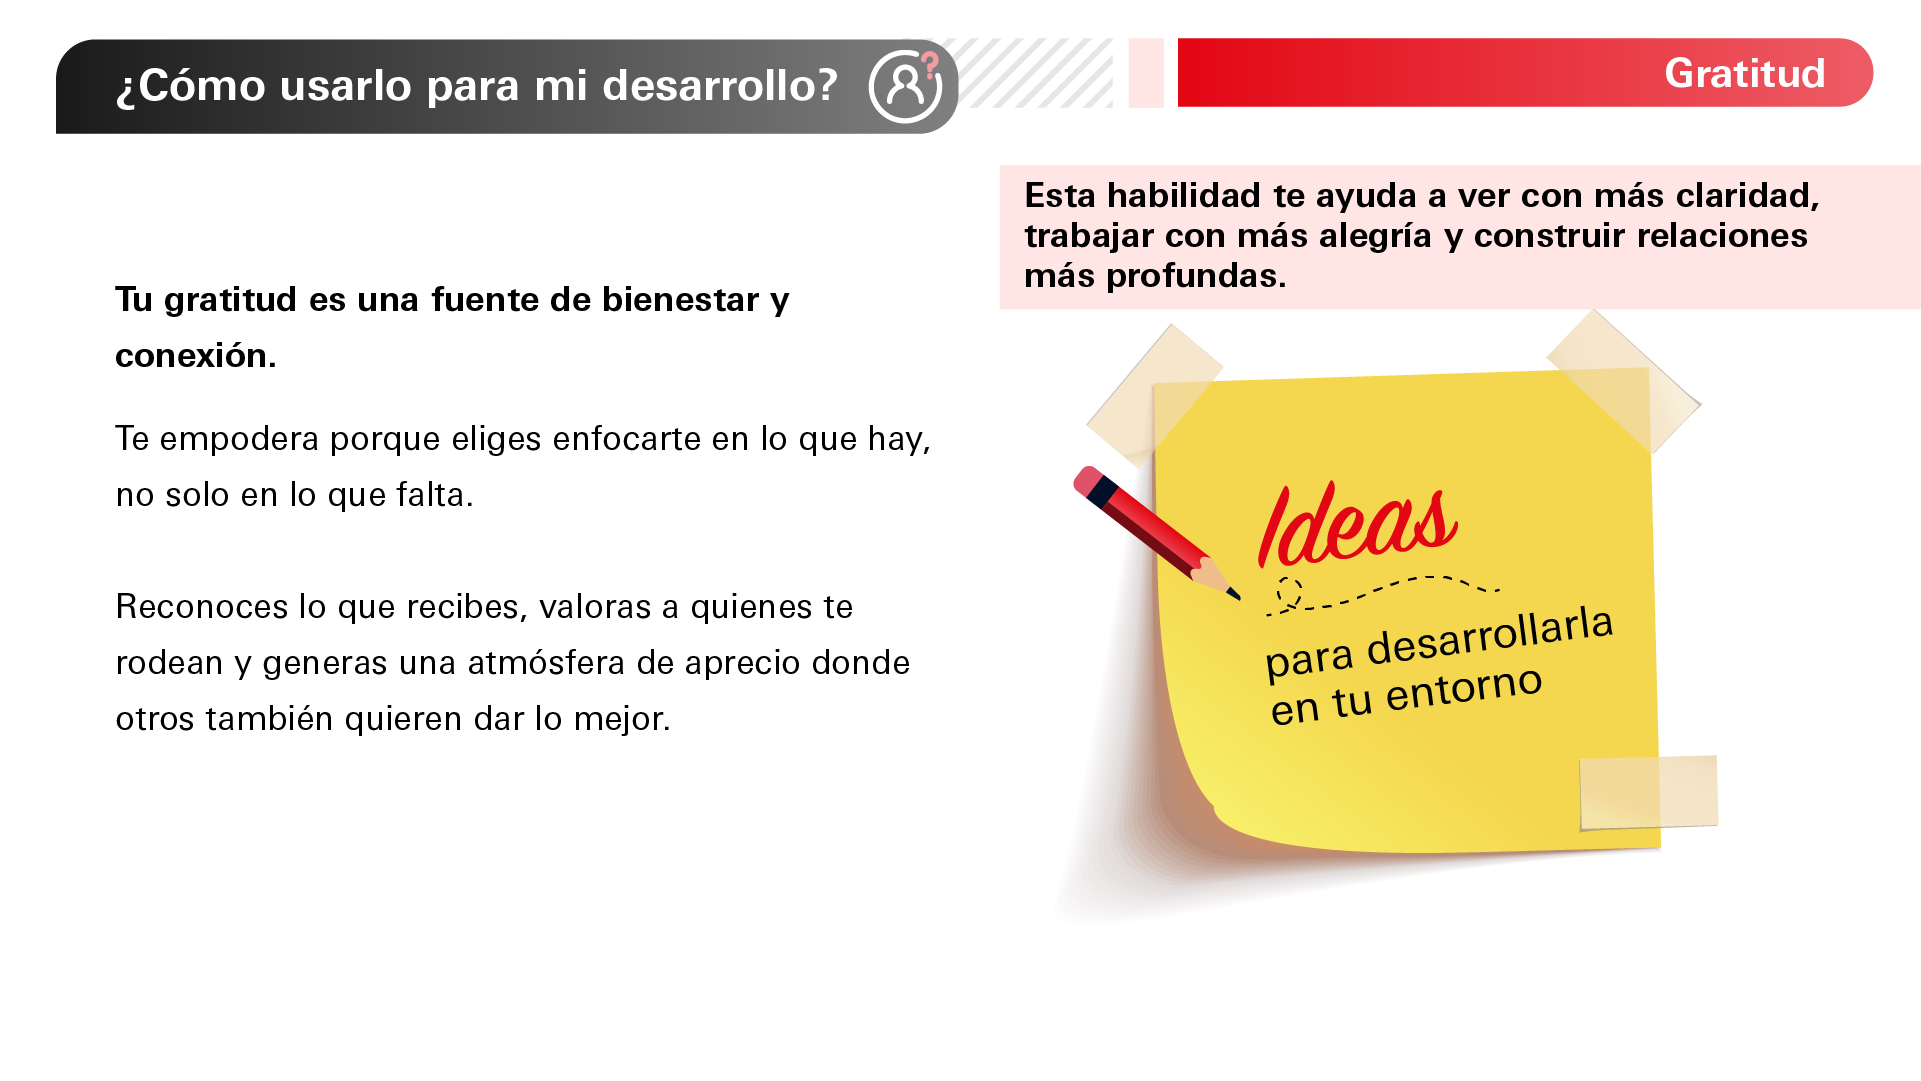 ¿Cómo usarlo para mi desarrollo?
?
Gratitud
Tu gratitud es una fuente de bienestar y
conexión.
Te empodera porque eliges enfocarte en lo que hay,
no solo en lo que falta.
Reconoces lo que recibes, valoras a quienes te
rodean y generas una atmósfera de aprecio donde
otros también quieren dar lo mejor.
Esta habilidad te ayuda a ver con más claridad,
trabajar con más alegría y construir relaciones
más profundas.
Ideas
para desarrollarla
en tu entorno